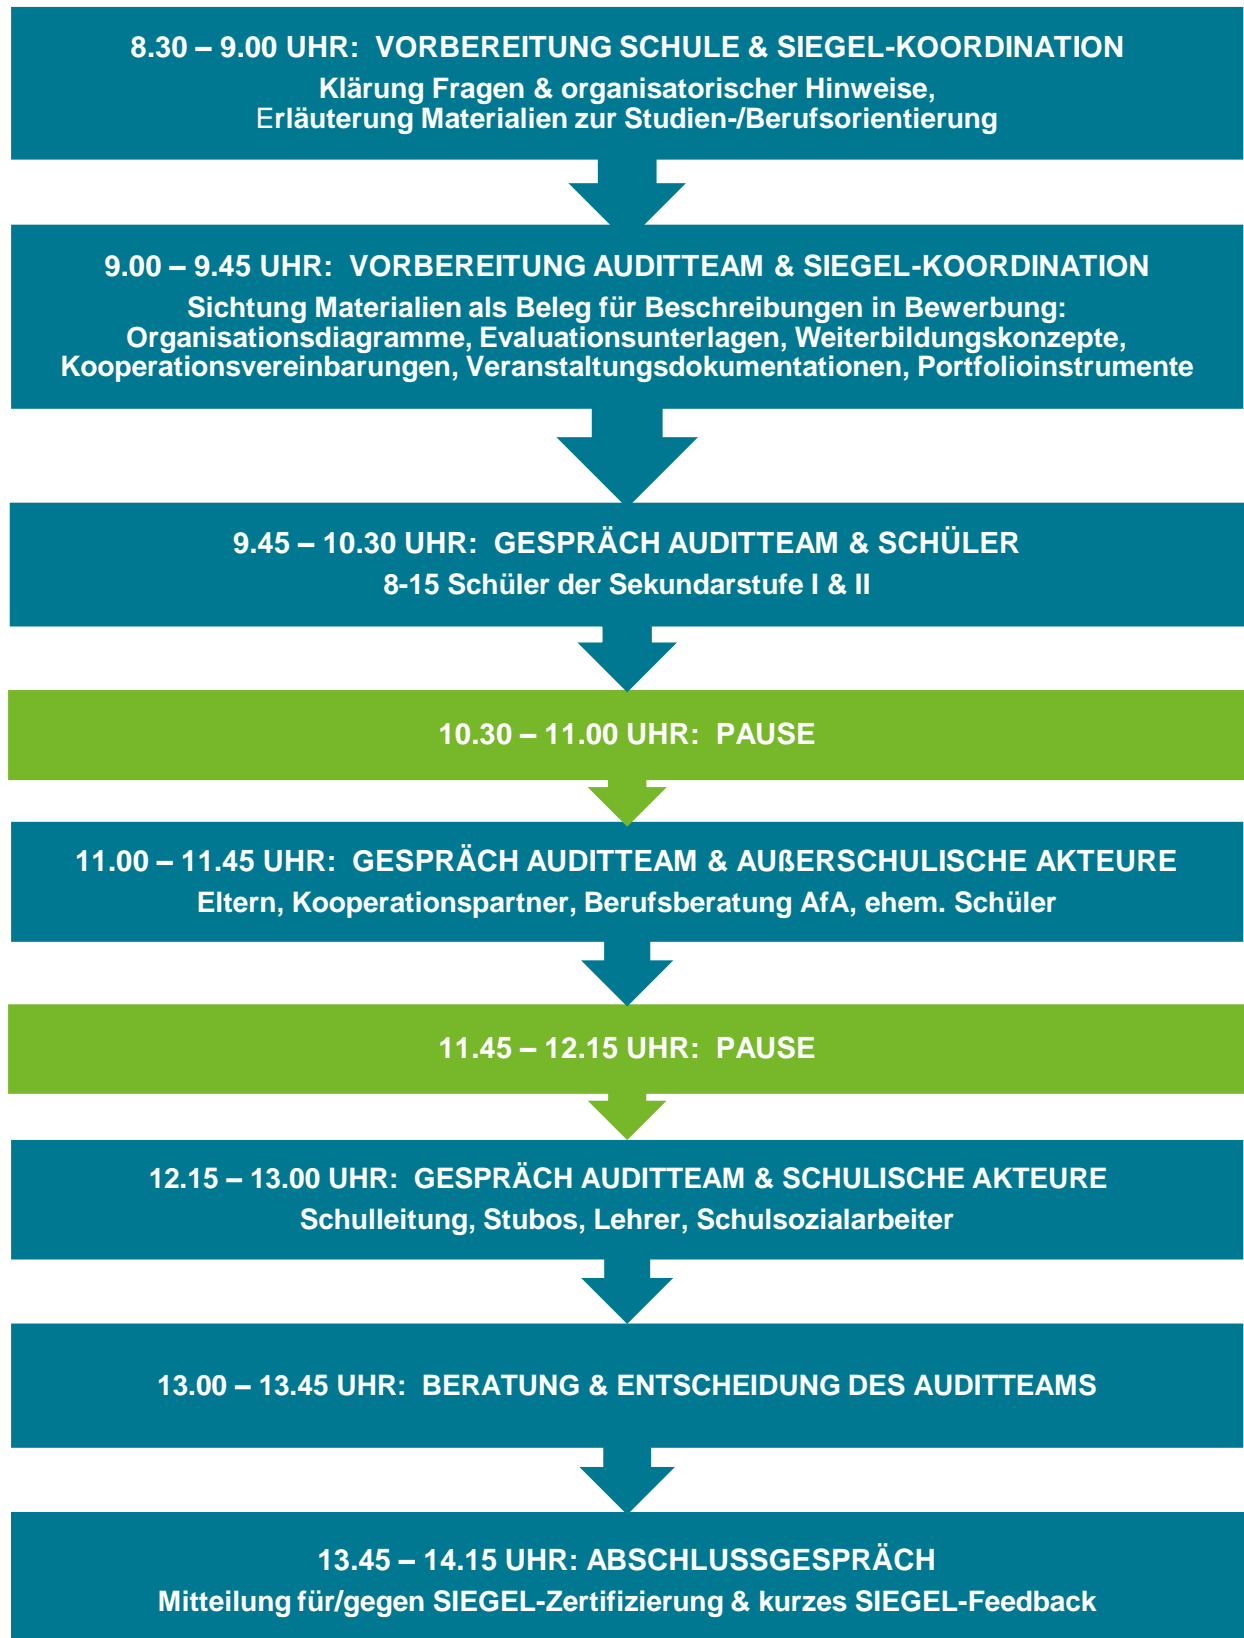 8.30 – 9.00 UHR: VORBEREITUNG SCHULE & SIEGEL-KOORDINATION
Klärung Fragen & organisatorischer Hinweise,
Erläuterung Materialien zur Studien-/Berufsorientierung
9.00 – 9.45 UHR: VORBEREITUNG AUDITTEAM & SIEGEL-KOORDINATION
Sichtung Materialien als Beleg für Beschreibungen in Bewerbung:
Organisationsdiagramme, Evaluationsunterlagen, Weiterbildungskonzepte,
Kooperationsvereinbarungen, Veranstaltungsdokumentationen, Portfolioinstrumente
9.45 – 10.30 UHR: GESPRÄCH AUDITTEAM & SCHÜLER
8-15 Schüler der Sekundarstufe I & II
10.30 – 11.00 UHR: PAUSE
11.00 – 11.45 UHR: GESPRÄCH AUDITTEAM & AUßERSCHULISCHE AKTEURE
Eltern, Kooperationspartner, Berufsberatung AfA, ehem. Schüler
11.45 – 12.15 UHR: PAUSE
12.15 – 13.00 UHR: GESPRÄCH AUDITTEAM & SCHULISCHE AKTEURE
Schulleitung, Stubos, Lehrer, Schulsozialarbeiter
13.00 – 13.45 UHR: BERATUNG & ENTSCHEIDUNG DES AUDITTEAMS
13.45 – 14.15 UHR: ABSCHLUSSGESPRÄCH
Mitteilung für/gegen SIEGEL-Zertifizierung & kurzes SIEGEL-Feedback